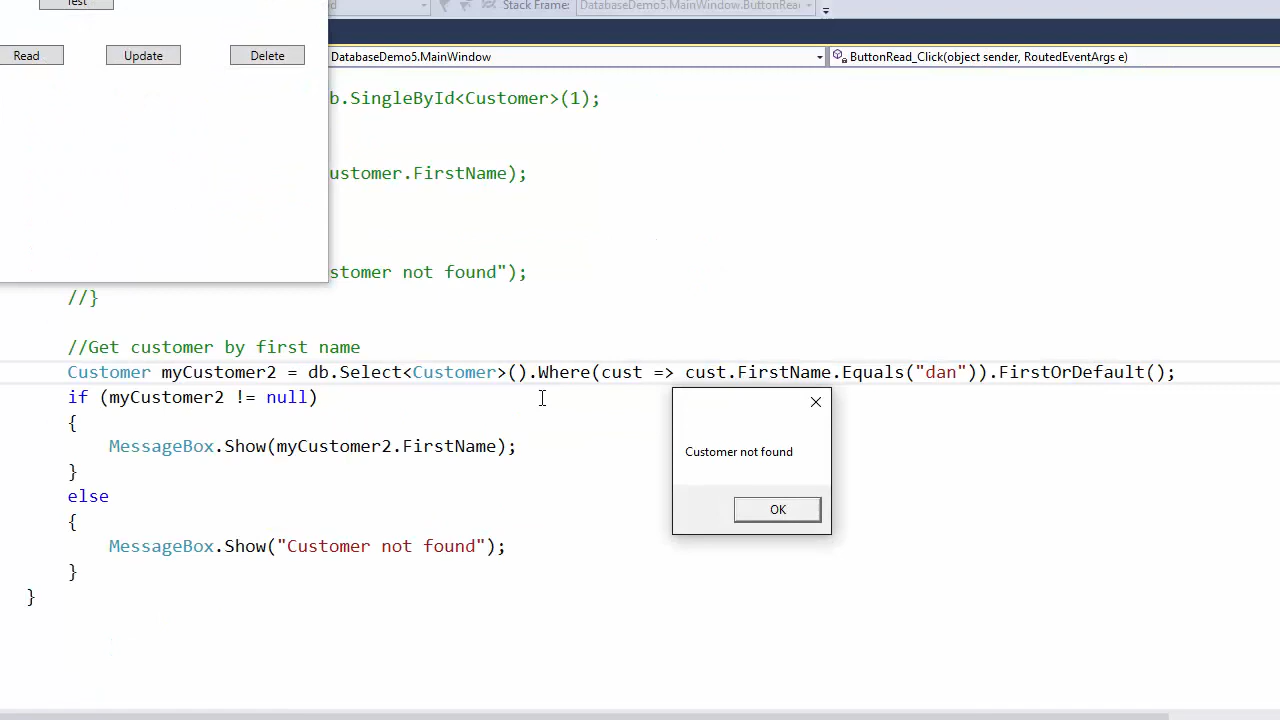 Test
Stack Frame: DatabaseDemo5.MainWindow.ButtonRea
Read Update Delete
DatabaseDemo5.MainWindow
ButtonRead_Click(object sender, RoutedEventArgs e)
b.SingleById<Customer>(1);
ustomer.FirstName);
stomer not found");
//}
//Get customer by first name
Customer myCustomer2 = db.Select<Customer>().Where(cust => cust.FirstName.Equals("dan")).FirstOrDefault();
if (myCustomer2 != null)
{
MessageBox.Show(myCustomer2.FirstName);
}
else
{
MessageBox.Show("Customer not found");
}
}
Customer not found
OK